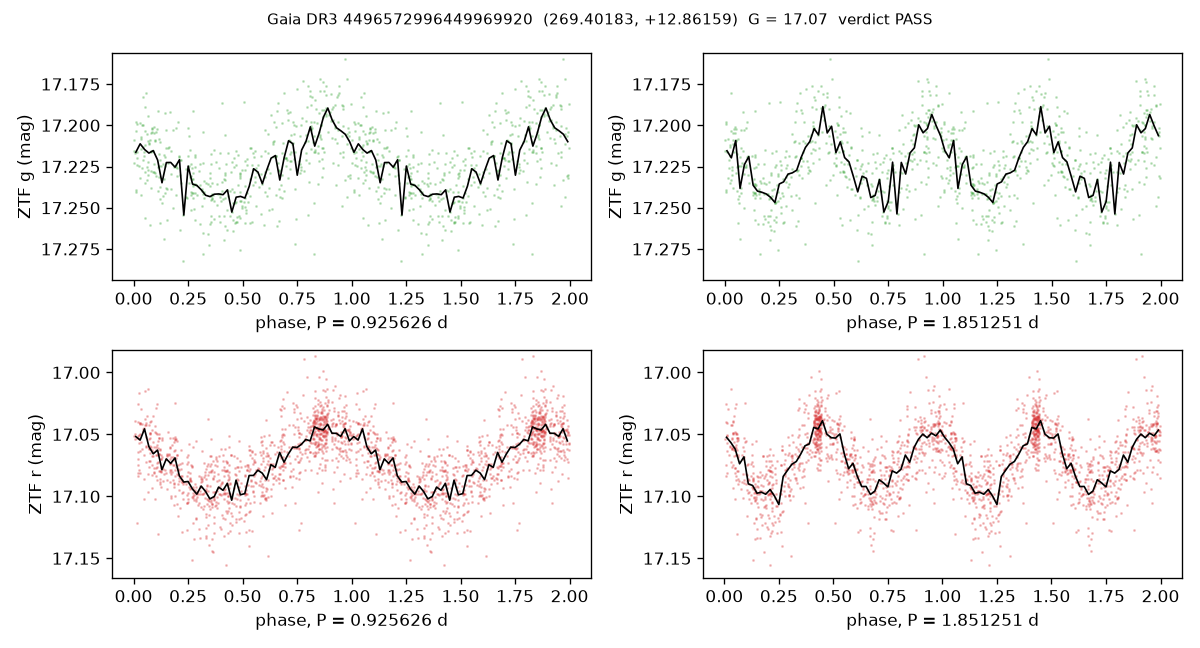 Gaia DR3 4496572996449969920  (269.40183, +12.86159)  G = 17.07  verdict PASS
ZTF g (mag)
17.175
17.200
17.225
17.250
17.275
0.00 0.25 0.50 0.75 1.00 1.25 1.50 1.75 2.00
phase, P = 0.925626 d
ZTF g (mag)
17.175
17.200
17.225
17.250
17.275
0.00 0.25 0.50 0.75 1.00 1.25 1.50 1.75 2.00
phase, P = 1.851251 d
ZTF r (mag)
17.00
17.05
17.10
17.15
0.00 0.25 0.50 0.75 1.00 1.25 1.50 1.75 2.00
phase, P = 0.925626 d
ZTF r (mag)
17.00
17.05
17.10
17.15
0.00 0.25 0.50 0.75 1.00 1.25 1.50 1.75 2.00
phase, P = 1.851251 d